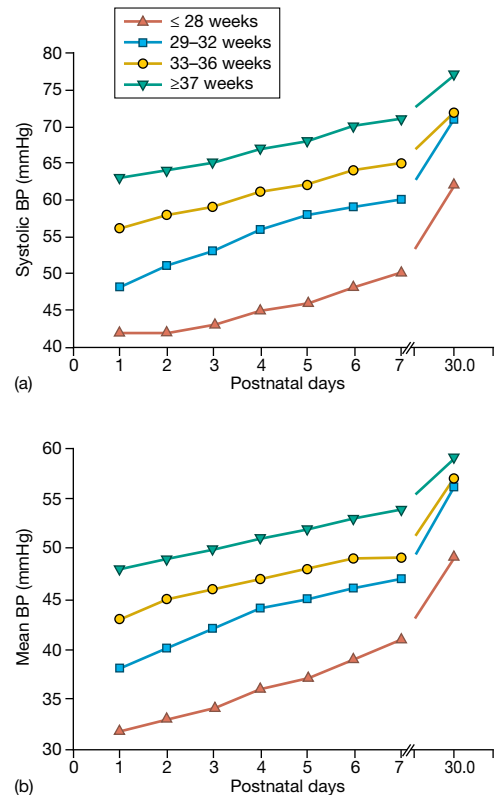 ≤ 28 weeks
29–32 weeks
33–36 weeks
≥37 weeks
80
75
70
65
60
55
50
45
40
Systolic BP (mmHg)
0 1 2 3 4 5 6 7 30.0
Postnatal days
(a)
60
55
50
45
40
35
30
Mean BP (mmHg)
0 1 2 3 4 5 6 7 30.0
Postnatal days
(b)